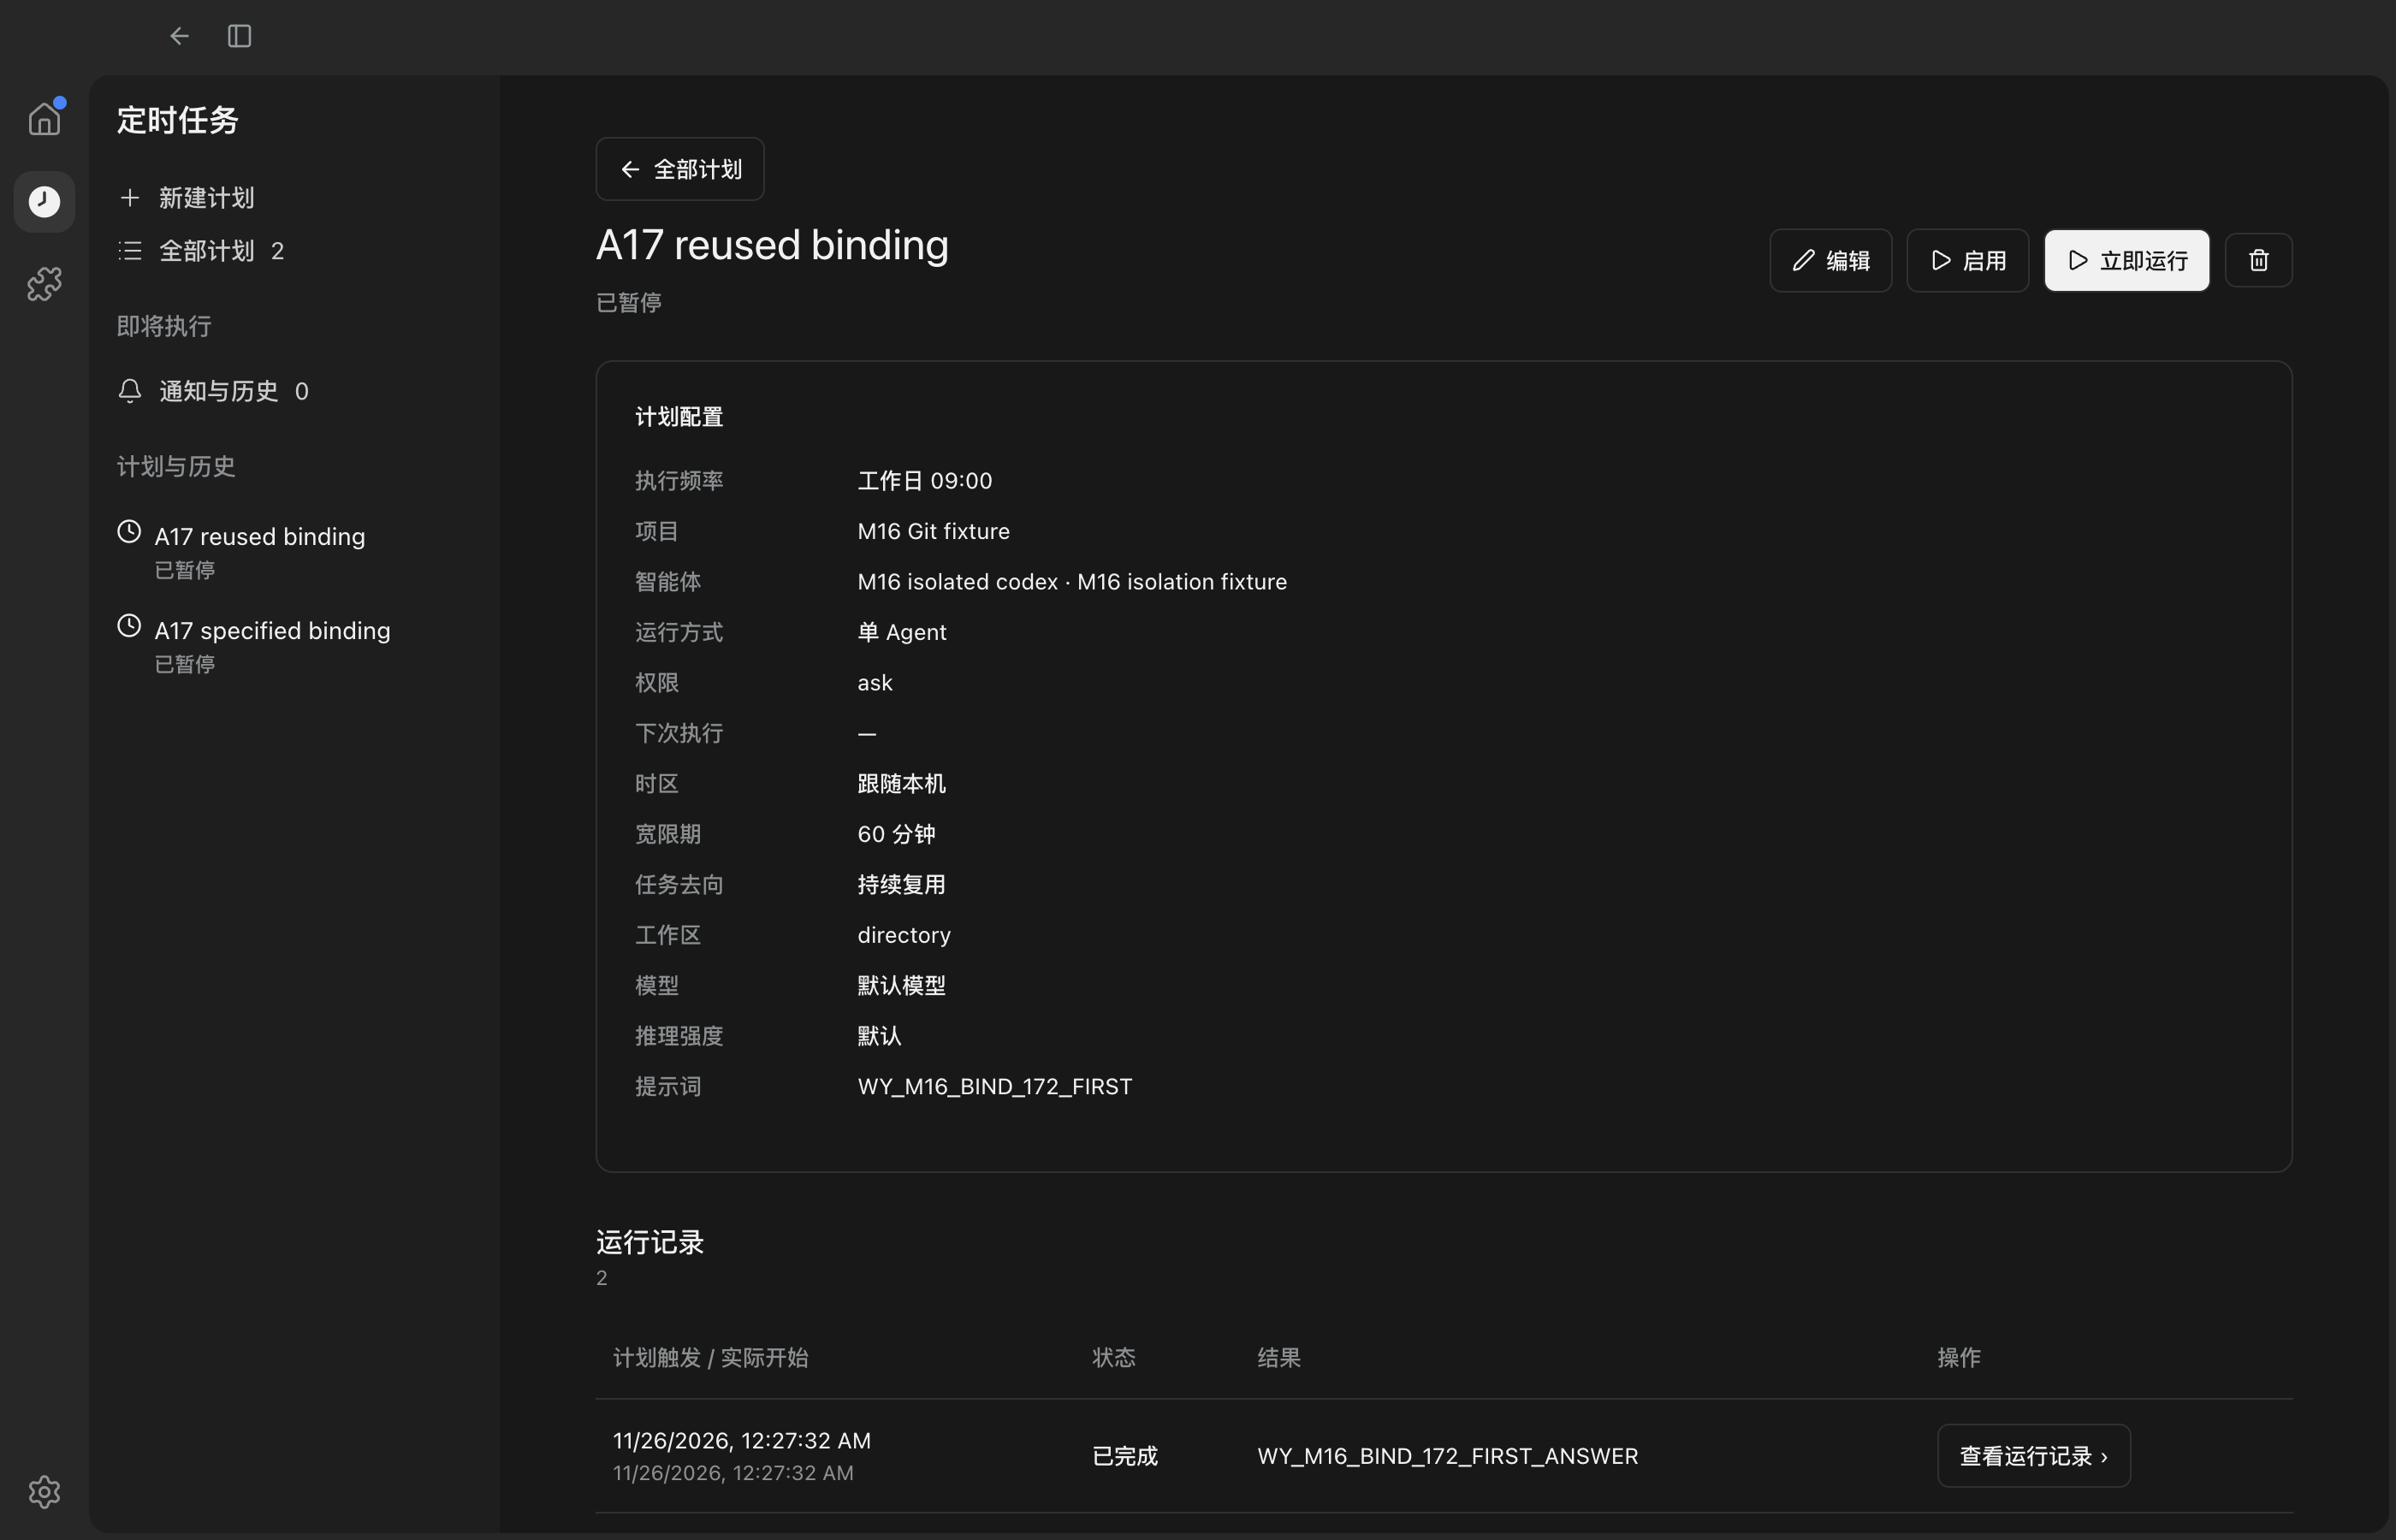 定时任务
新建计划
全部计划 2
即将执行
通知与历史 0
计划与历史
A17 reused binding
已暂停
A17 specified binding
已暂停
全部计划
A17 reused binding
已暂停
编辑
启用
立即运行
计划配置
执行频率 工作日 09:00
项目 M16 Git fixture
智能体 M16 isolated codex · M16 isolation fixture
运行方式 单 Agent
权限 ask
下次执行 —
时区 跟随本机
宽限期 60 分钟
任务去向 持续复用
工作区 directory
模型 默认模型
推理强度 默认
提示词 WY_M16_BIND_172_FIRST
运行记录
2
计划触发 / 实际开始 状态 结果 操作
11/26/2026, 12:27:32 AM
11/26/2026, 12:27:32 AM
已完成
WY_M16_BIND_172_FIRST_ANSWER
查看运行记录 ›